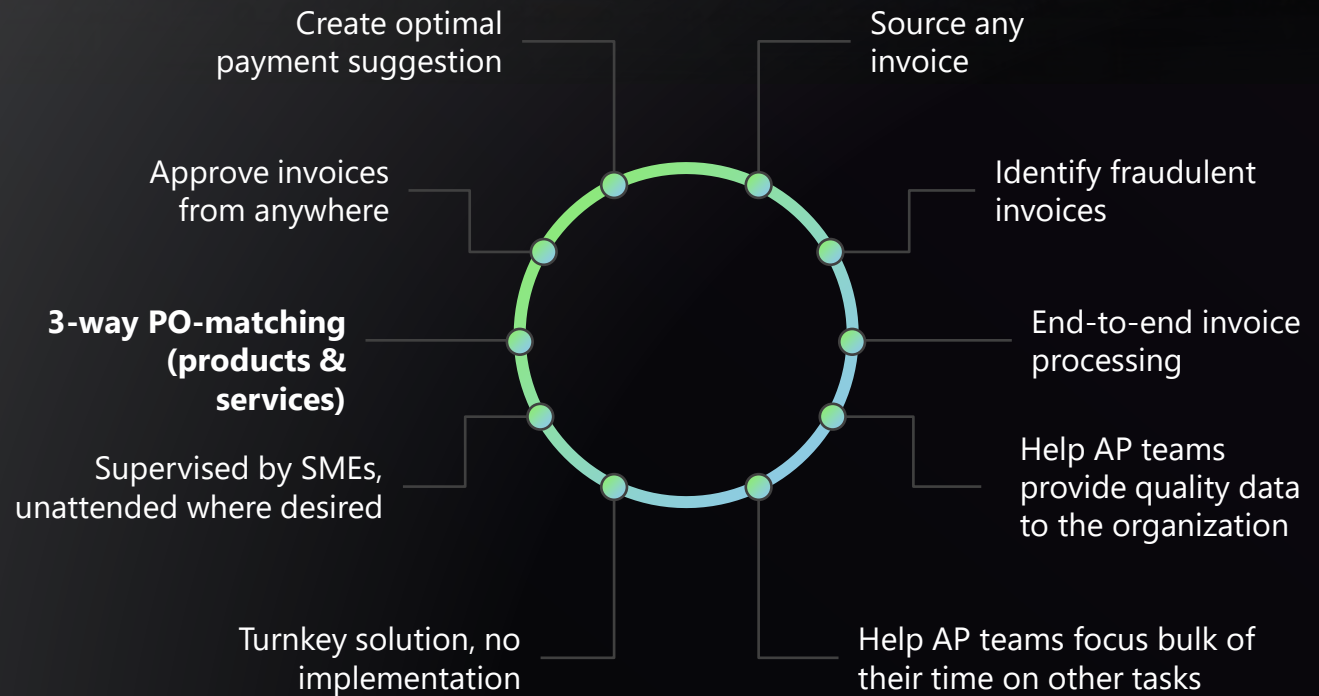 Create optimal
payment suggestion
Source any
invoice
Approve invoices
from anywhere
Identify fraudulent
invoices
3-way PO-matching
(products &
services)
End-to-end invoice
processing
Supervised by SMEs,
unattended where desired
Help AP teams
provide quality data
to the organization
Turnkey solution, no
implementation
Help AP teams focus bulk of
their time on other tasks